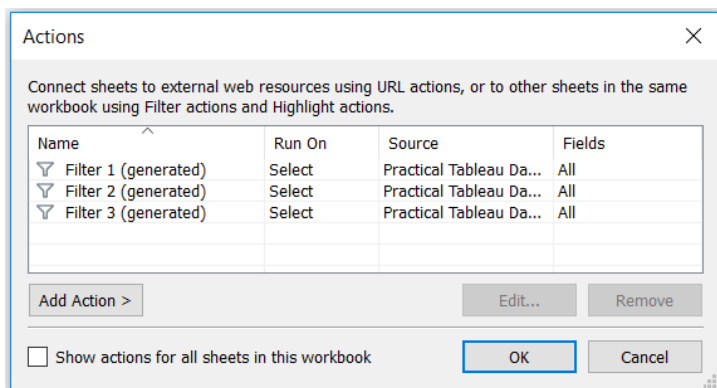 Actions
Connect sheets to external web resources using URL actions, or to other sheets in the same
workbook using Filter actions and Highlight actions.
Name Run On Source Fields
Filter 1 (generated) Select Practical Tableau Da... All
Filter 2 (generated) Select Practical Tableau Da... All
Filter 3 (generated) Select Practical Tableau Da... All
Add Action > Edit... Remove
Show actions for all sheets in this workbook OK Cancel